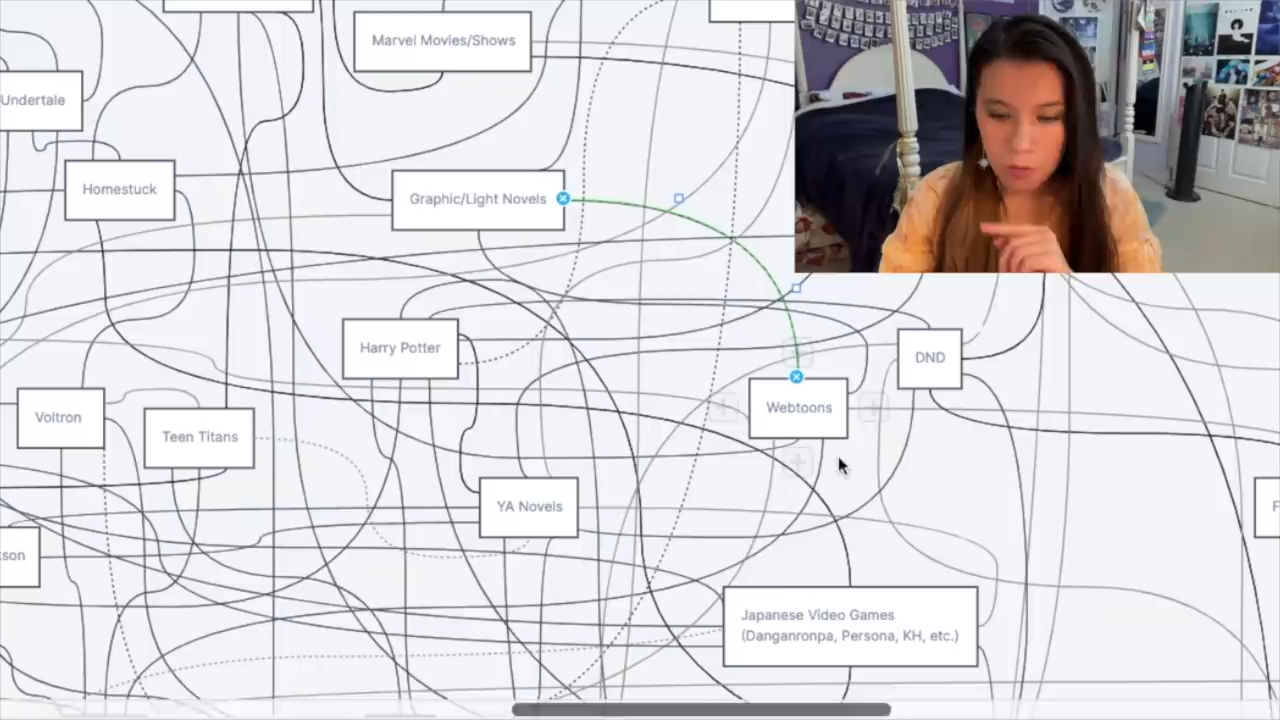 Marvel Movies/Shows
Undertale
Homestuck
Graphic/Light Novels
Harry Potter
DND
Voltron
Webtoons
Teen Titans
YA Novels
son
F
Japanese Video Games
(Danganronpa, Persona, KH, etc.)